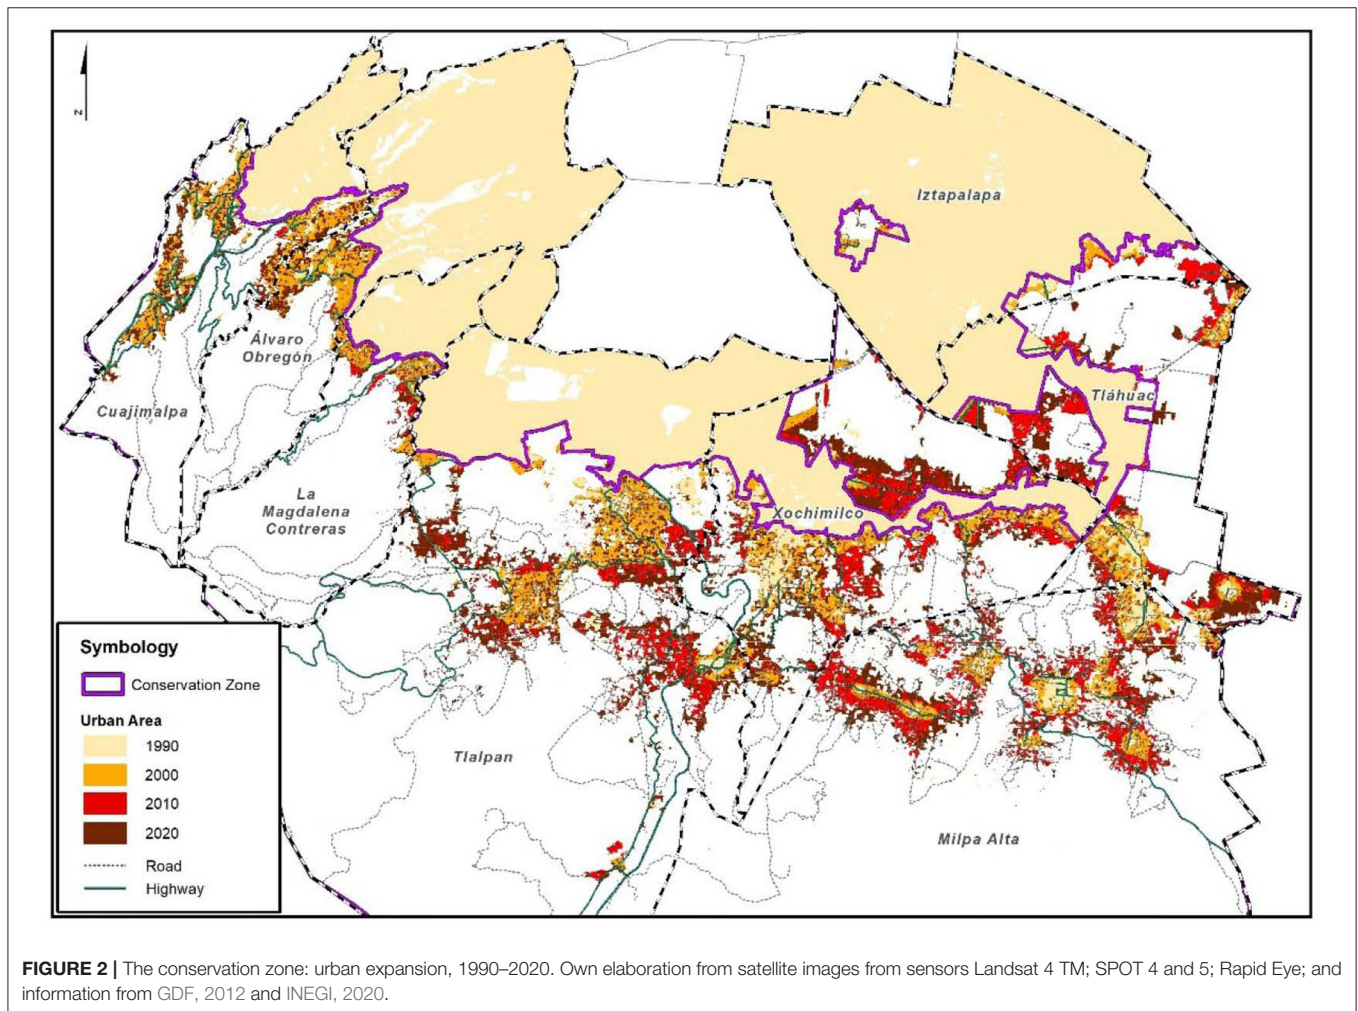 N
Iztapalapa
Álvaro
Obregón
Cuajimalpa
Tláhuac
La
Magdalena
Contreras
Xochimilco
Tlalpan
Milpa Alta
Symbology
Conservation Zone
Urban Area
1990
2000
2010
2020
Road
Highway
FIGURE 2 | The conservation zone: urban expansion, 1990–2020. Own elaboration from satellite images from sensors Landsat 4 TM; SPOT 4 and 5; Rapid Eye; and
information from GDF, 2012 and INEGI, 2020.